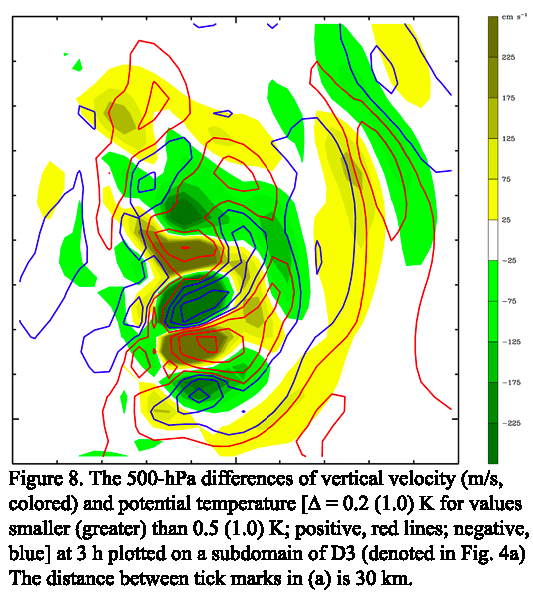 cm s⁻¹
225
175
125
75
25
-25
-75
-125
-175
-225
Figure 8. The 500-hPa differences of vertical velocity (m/s,
colored) and potential temperature [Δ = 0.2 (1.0) K for values
smaller (greater) than 0.5 (1.0) K; positive, red lines; negative,
blue] at 3 h plotted on a subdomain of D3 (denoted in Fig. 4a)
The distance between tick marks in (a) is 30 km.